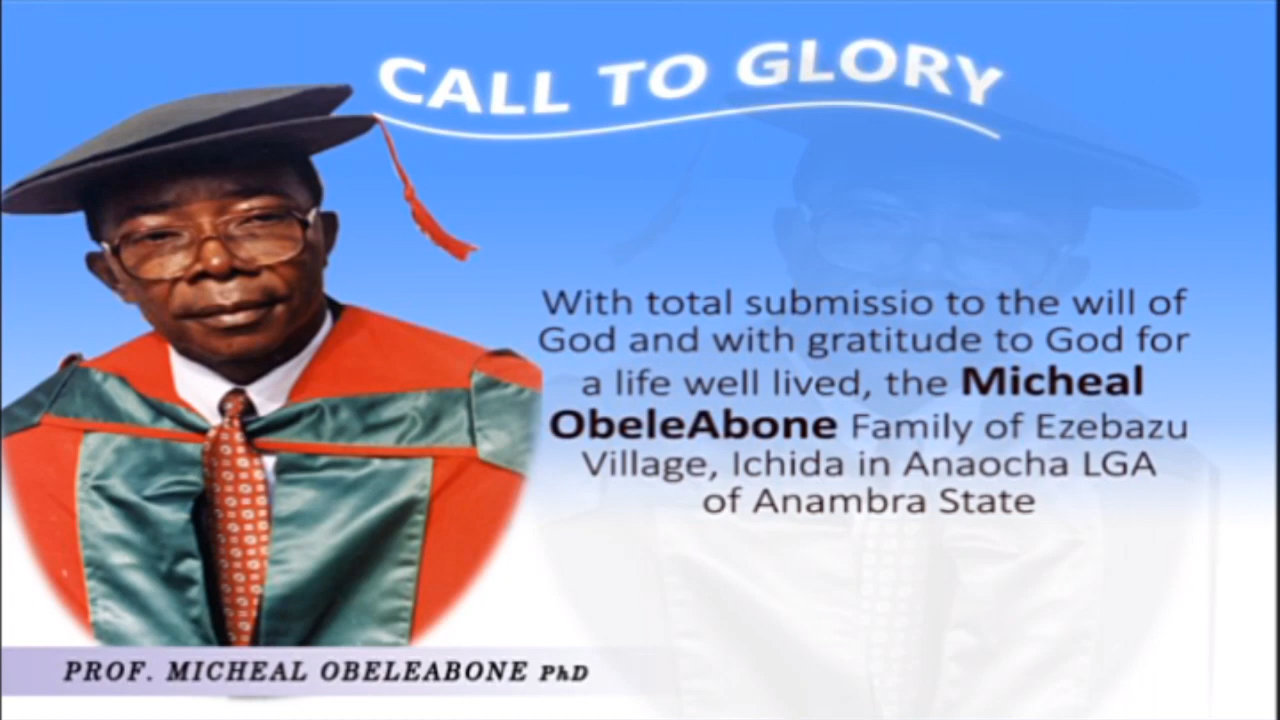 CALL TO GLORY
With total submissio to the will of
God and with gratitude to God for
a life well lived, the Micheal
ObeleAbone Family of Ezebazu
Village, Ichida in Anaocha LGA
of Anambra State
PROF. MICHEAL OBELEABONE PhD